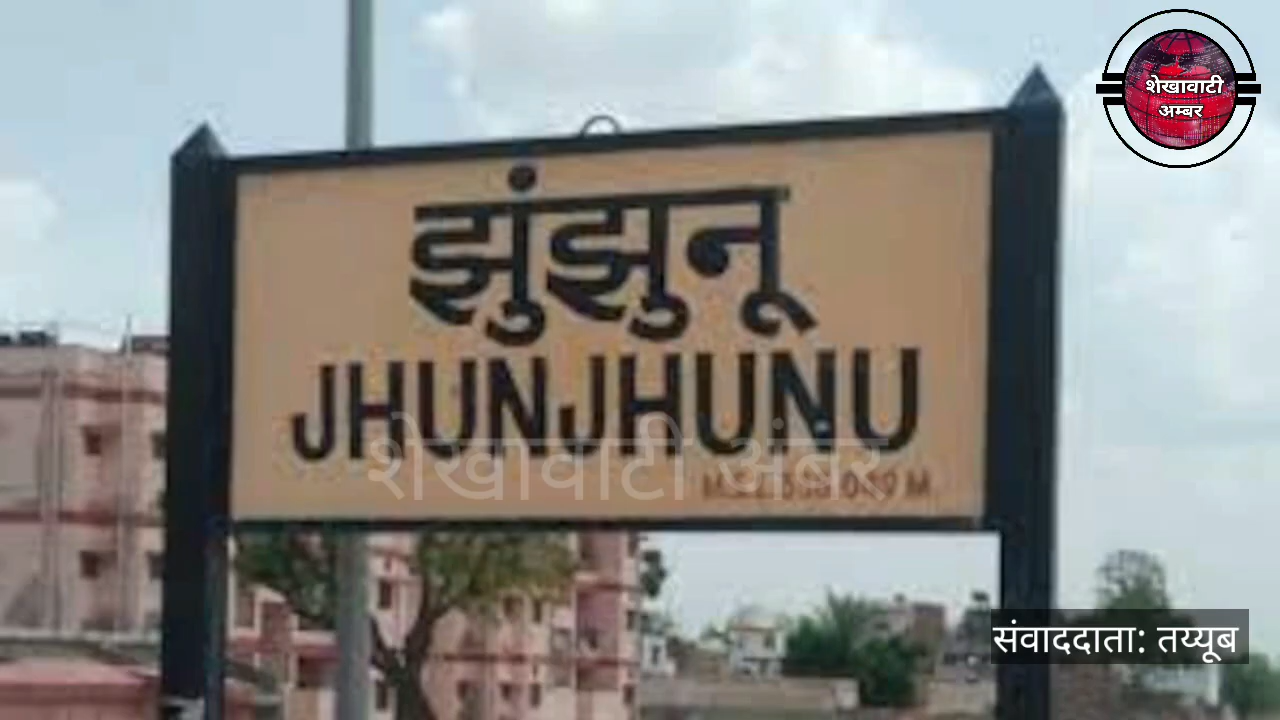 शेखावाटी
अम्बर
झुंझुनू
JHUNJHUNU
शेखावाटी अंबर
M.S.L.
M.
संवाददाता: तय्यूब